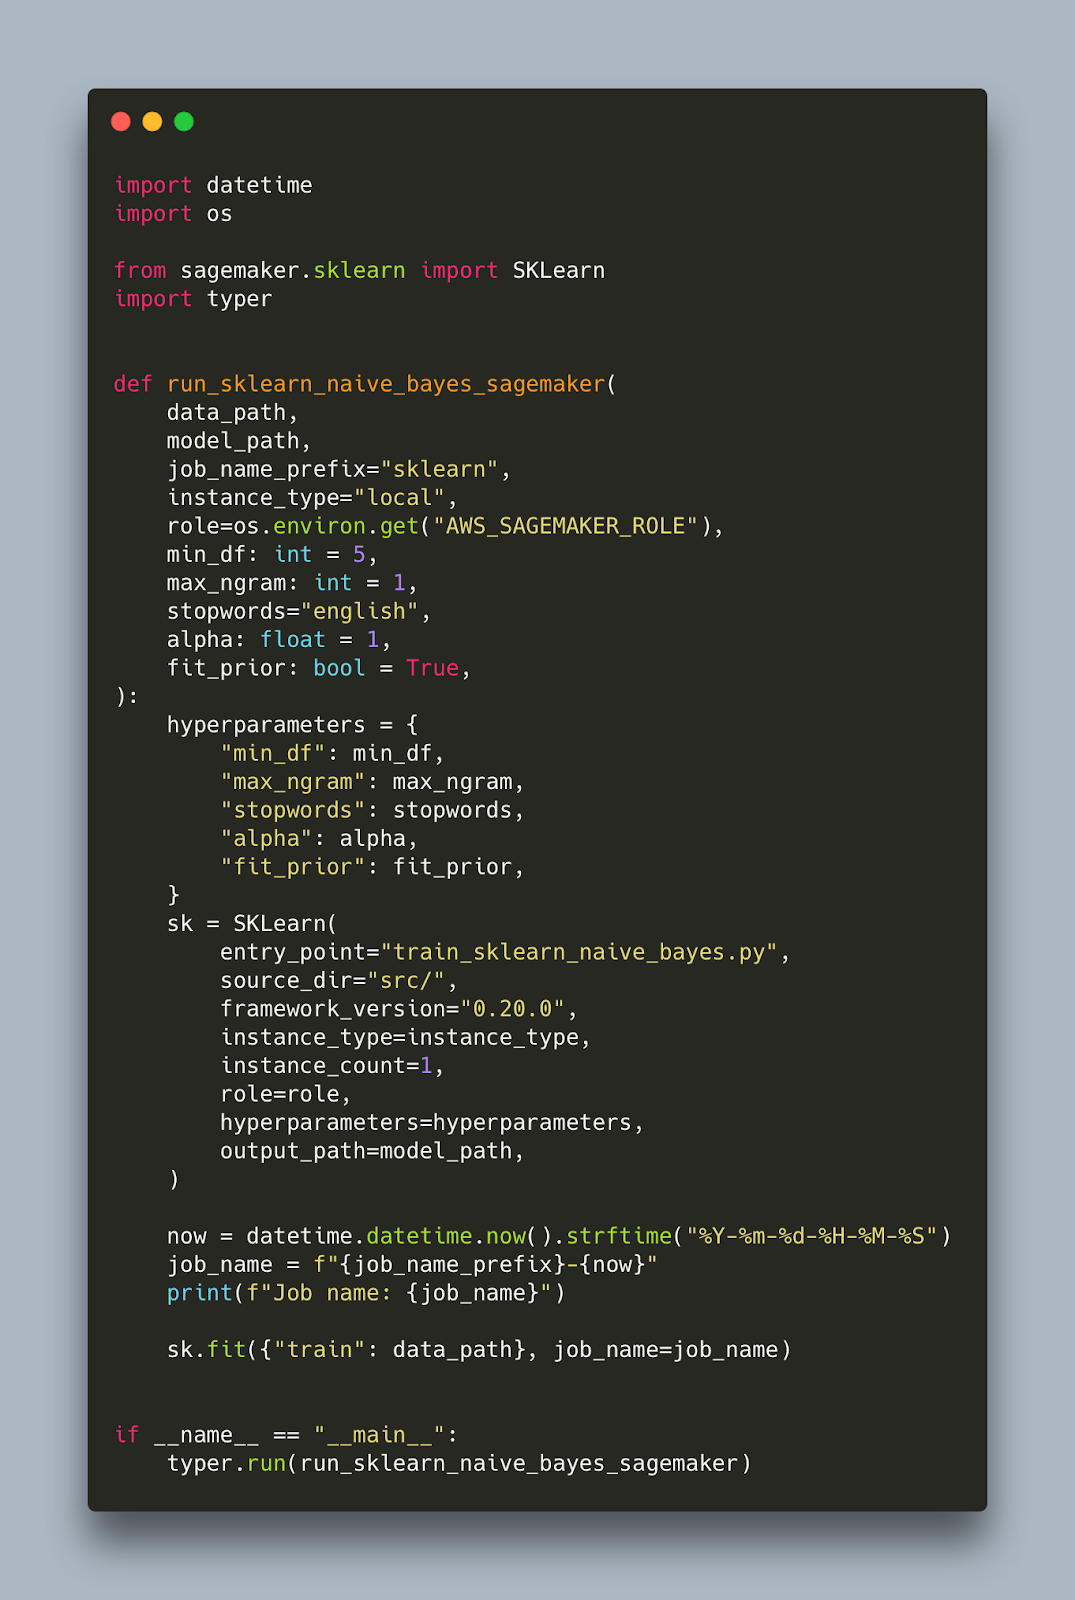 import datetime
import os

from sagemaker.sklearn import SKLearn
import typer


def run_sklearn_naive_bayes_sagemaker(
    data_path,
    model_path,
    job_name_prefix="sklearn",
    instance_type="local",
    role=os.environ.get("AWS_SAGEMAKER_ROLE"),
    min_df: int = 5,
    max_ngram: int = 1,
    stopwords="english",
    alpha: float = 1,
    fit_prior: bool = True,
):
    hyperparameters = {
        "min_df": min_df,
        "max_ngram": max_ngram,
        "stopwords": stopwords,
        "alpha": alpha,
        "fit_prior": fit_prior,
    }
    sk = SKLearn(
        entry_point="train_sklearn_naive_bayes.py",
        source_dir="src/",
        framework_version="0.20.0",
        instance_type=instance_type,
        instance_count=1,
        role=role,
        hyperparameters=hyperparameters,
        output_path=model_path,
    )

    now = datetime.datetime.now().strftime("%Y-%m-%d-%H-%M-%S")
    job_name = f"{job_name_prefix}-{now}"
    print(f"Job name: {job_name}")

    sk.fit({"train": data_path}, job_name=job_name)


if __name__ == "__main__":
    typer.run(run_sklearn_naive_bayes_sagemaker)